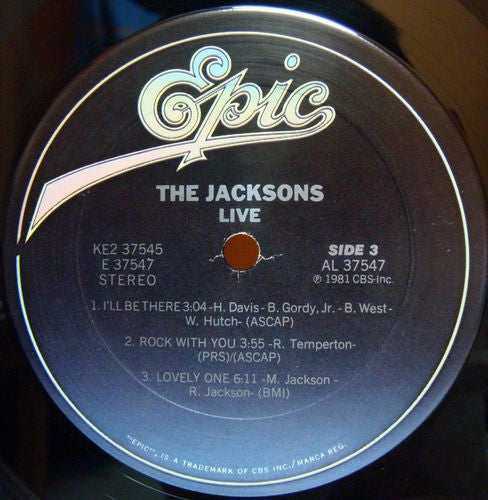 Epic
THE JACKSONS
LIVE
KE2 37545
E 37547
STEREO
SIDE 3
AL 37547
℗ 1981 CBS-Inc.
1. I'LL BE THERE 3:04 -H. Davis - B. Gordy, Jr. - B. West -
W. Hutch- (ASCAP)
2. ROCK WITH YOU 3:55 -R. Temperton-
(PRS)/(ASCAP)
3. LOVELY ONE 6:11 -M. Jackson -
R. Jackson- (BMI)
"EPIC", IS A TRADEMARK OF CBS INC./MARCA REG.